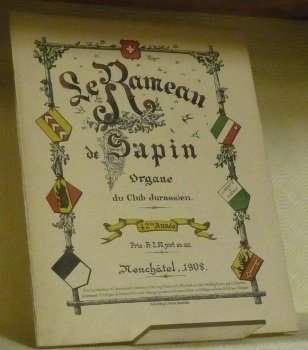 Le Rameau
de Sapin
Organe
du Club Jurassien.
42me Année
Prix: Fr. 2,50 port en sus.
Neuchâtel, 1908.